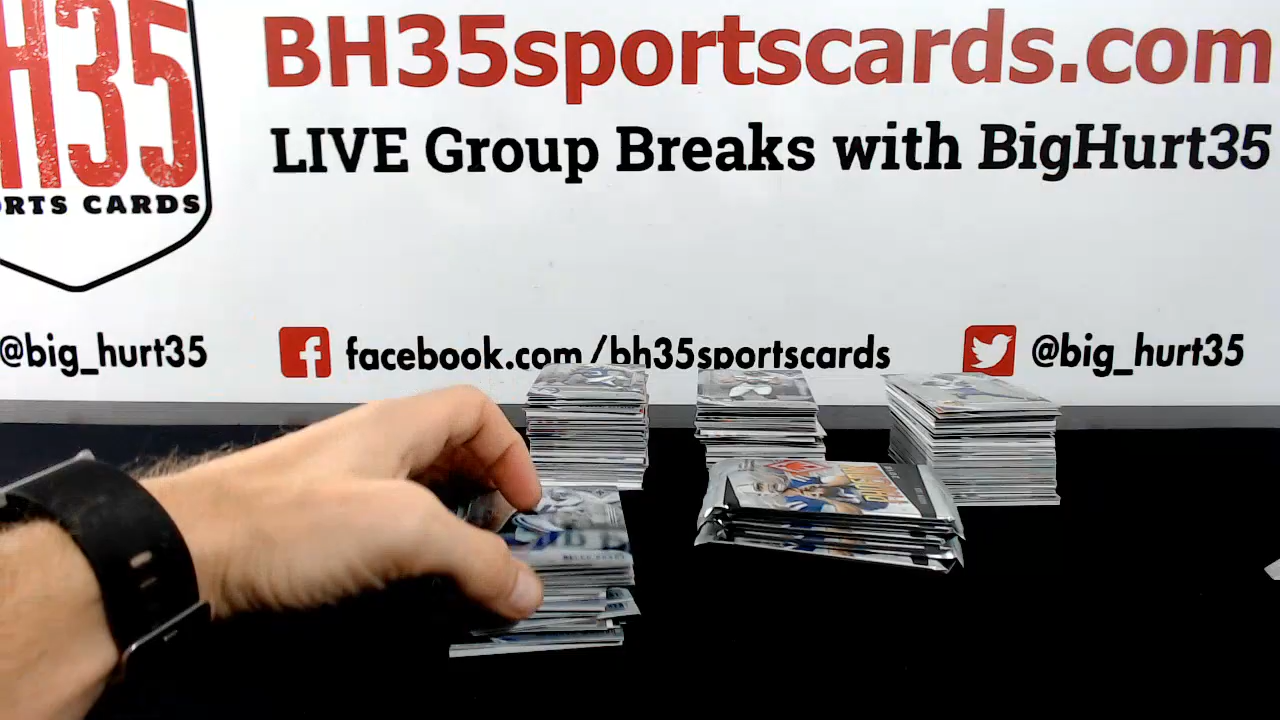 H35
RTS CARDS
BH35sportscards.com
LIVE Group Breaks with BigHurt35
@big_hurt35
facebook.com/bh35sportscards
@big_hurt35